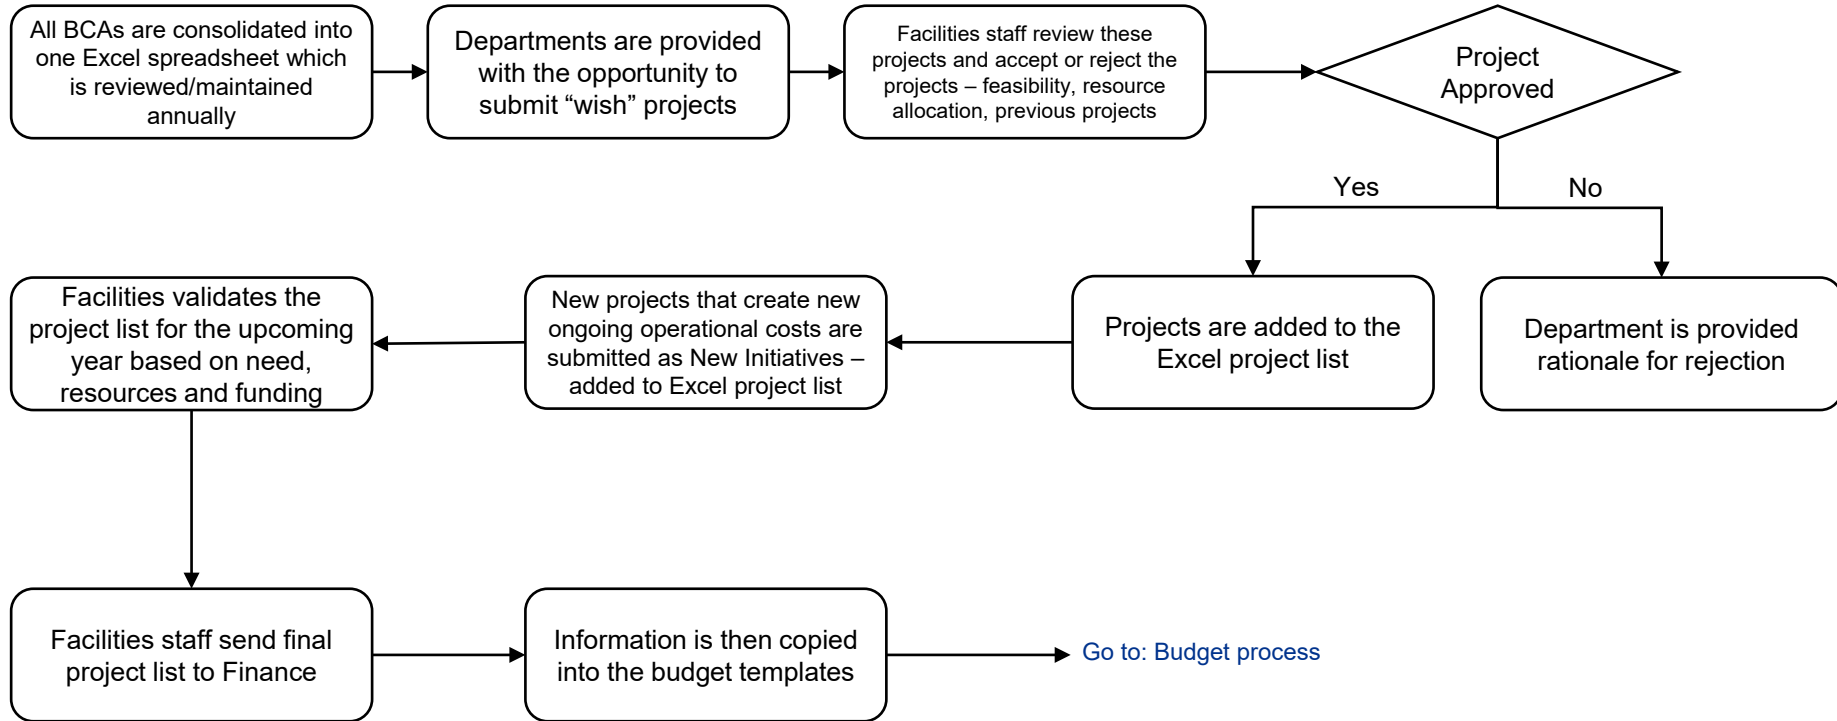 All BCAs are consolidated into
one Excel spreadsheet which
is reviewed/maintained
annually
Departments are provided
with the opportunity to
submit “wish” projects
Facilities staff review these
projects and accept or reject the
projects – feasibility, resource
allocation, previous projects
Project
Approved
Yes
No
Facilities validates the
project list for the upcoming
year based on need,
resources and funding
New projects that create new
ongoing operational costs are
submitted as New Initiatives –
added to Excel project list
Projects are added to the
Excel project list
Department is provided
rationale for rejection
Facilities staff send final
project list to Finance
Information is then copied
into the budget templates
Go to: Budget process